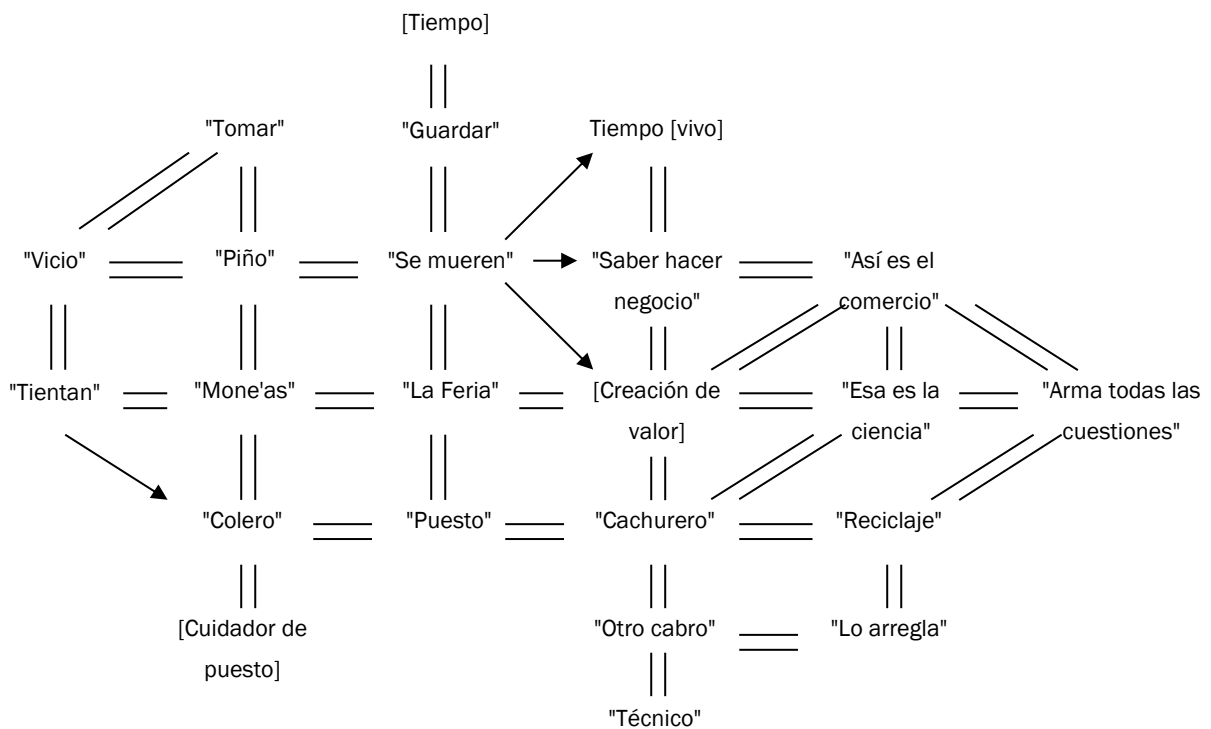 [Tiempo]
"Tomar"
"Guardar"
Tiempo [vivo]
"Vicio"
"Piño"
"Se mueren"
"Saber hacer
negocio"
"Así es el
comercio"
"Tientan"
"Mone'as"
"La Feria"
[Creación de
valor]
"Esa es la
ciencia"
"Arma todas las
cuestiones"
"Colero"
"Puesto"
"Cachurero"
"Reciclaje"
[Cuidador de
puesto]
"Otro cabro"
"Lo arregla"
"Técnico"